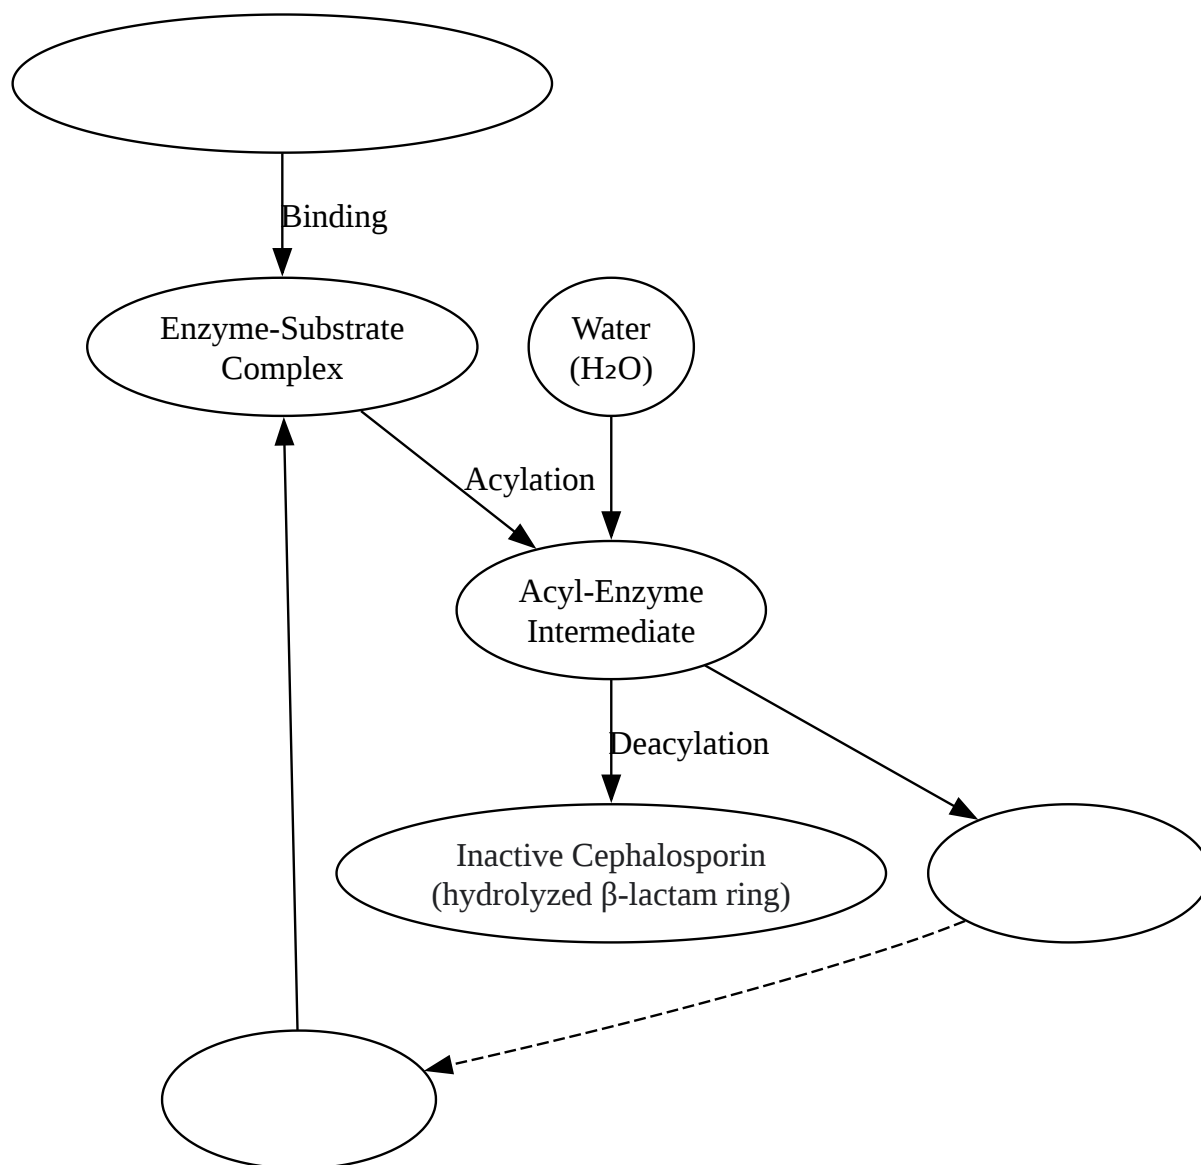 Binding
Enzyme-Substrate
Complex
Water
(H₂O)
Acylation
Acyl-Enzyme
Intermediate
Deacylation
Inactive Cephalosporin
(hydrolyzed β-lactam ring)